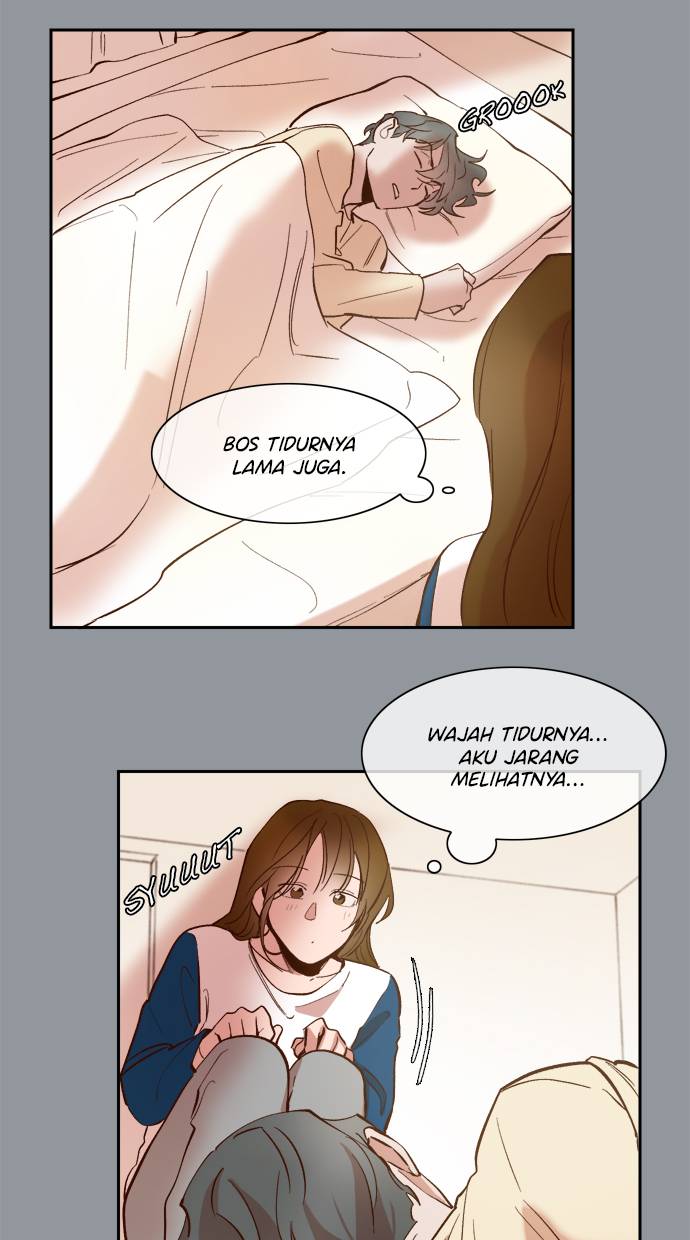 GROOOK
BOS TIDURNYA
LAMA JUGA.
WAJAH TIDURNYA...
AKU JARANG
MELIHATNYA...
SYUUUT